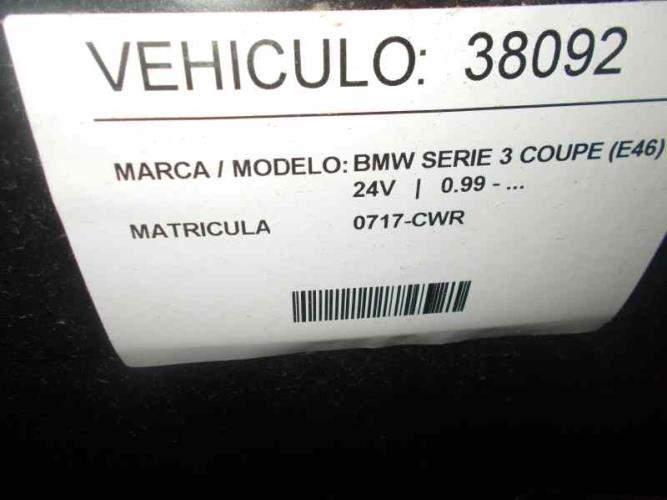 VEHICULO: 38092
MARCA / MODELO: BMW SERIE 3 COUPE (E46)
24V | 0.99 - ...
MATRICULA 0717-CWR